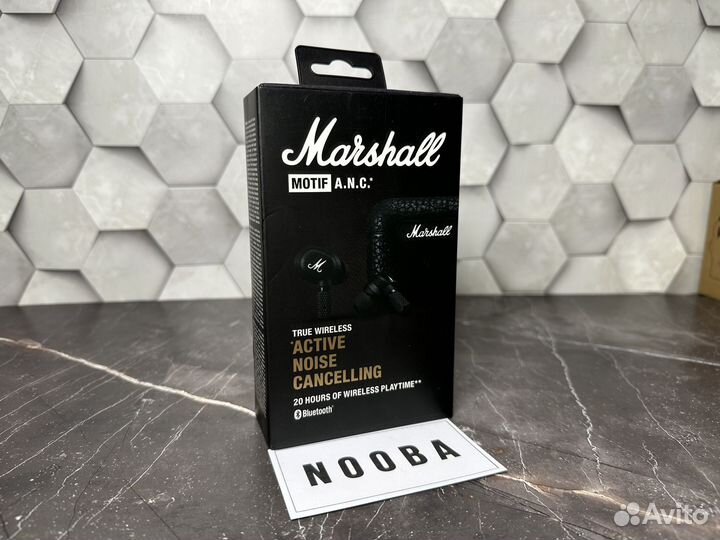 Marshall
MOTIF A.N.C.*
Marshall
M
TRUE WIRELESS
*ACTIVE
NOISE
CANCELLING
20 HOURS OF WIRELESS PLAYTIME**
Bluetooth®
NOOBA
Avito